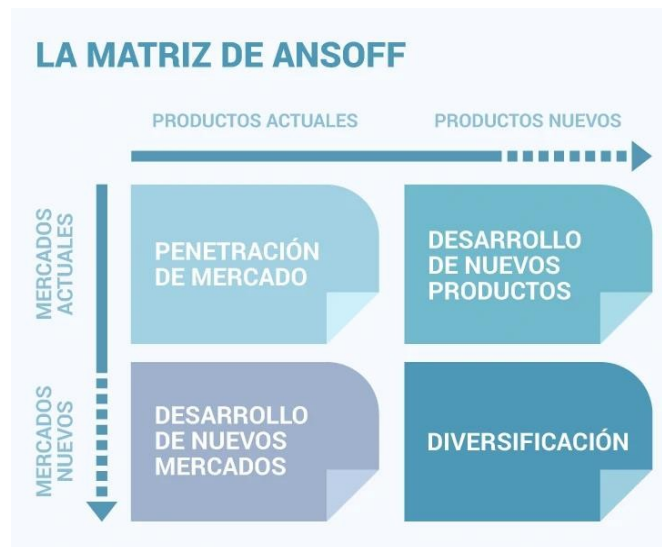 LA MATRIZ DE ANSOFF
PRODUCTOS ACTUALES
PRODUCTOS NUEVOS
MERCADOS
ACTUALES
PENETRACIÓN
DE MERCADO
DESARROLLO
DE NUEVOS
PRODUCTOS
MERCADOS
NUEVOS
DESARROLLO
DE NUEVOS
MERCADOS
DIVERSIFICACIÓN